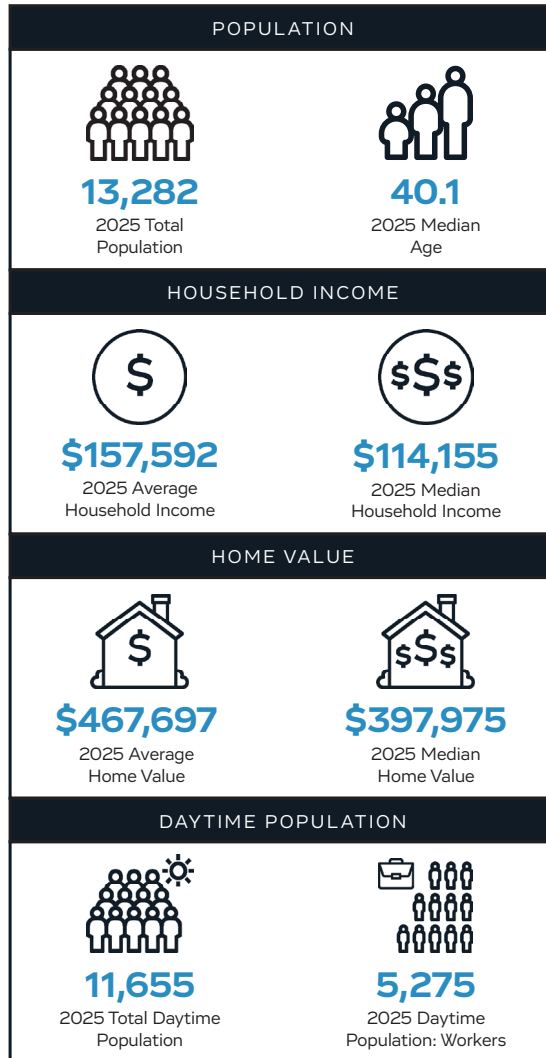 POPULATION
13,282
2025 Total
Population
40.1
2025 Median
Age
HOUSEHOLD INCOME
$
$$$
$157,592
2025 Average
Household Income
$114,155
2025 Median
Household Income
HOME VALUE
$
$$$
$467,697
2025 Average
Home Value
$397,975
2025 Median
Home Value
DAYTIME POPULATION
11,655
2025 Total Daytime
Population
5,275
2025 Daytime
Population: Workers